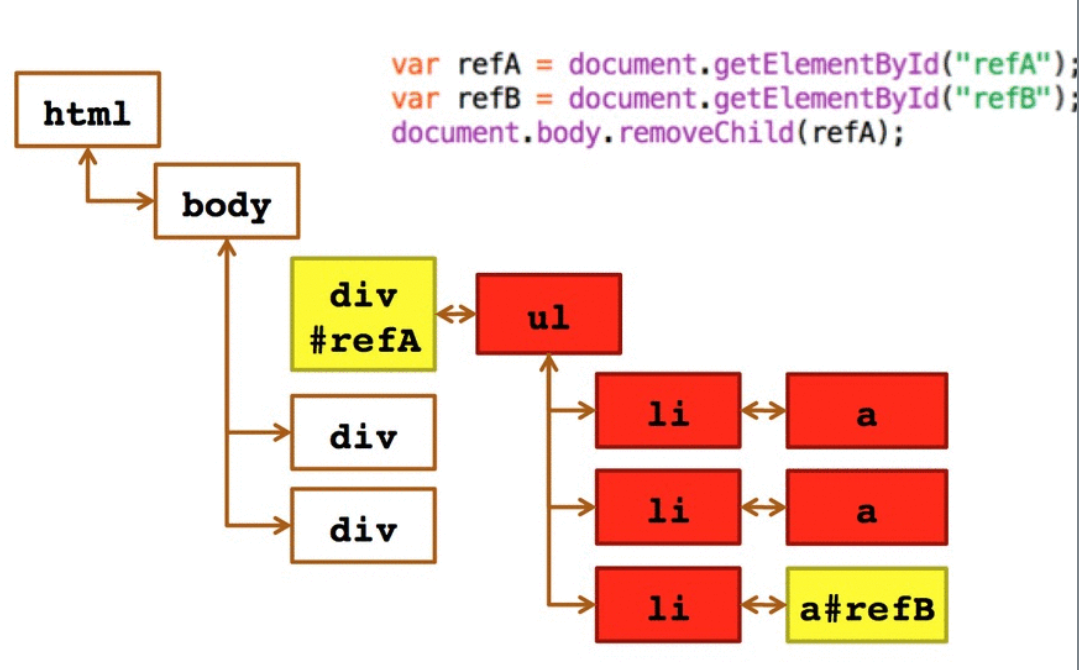 var refA = document.getElementById("refA");
var refB = document.getElementById("refB");
document.body.removeChild(refA);
html
body
div
#refA
ul
li
a
div
li
a
div
li
a#refB